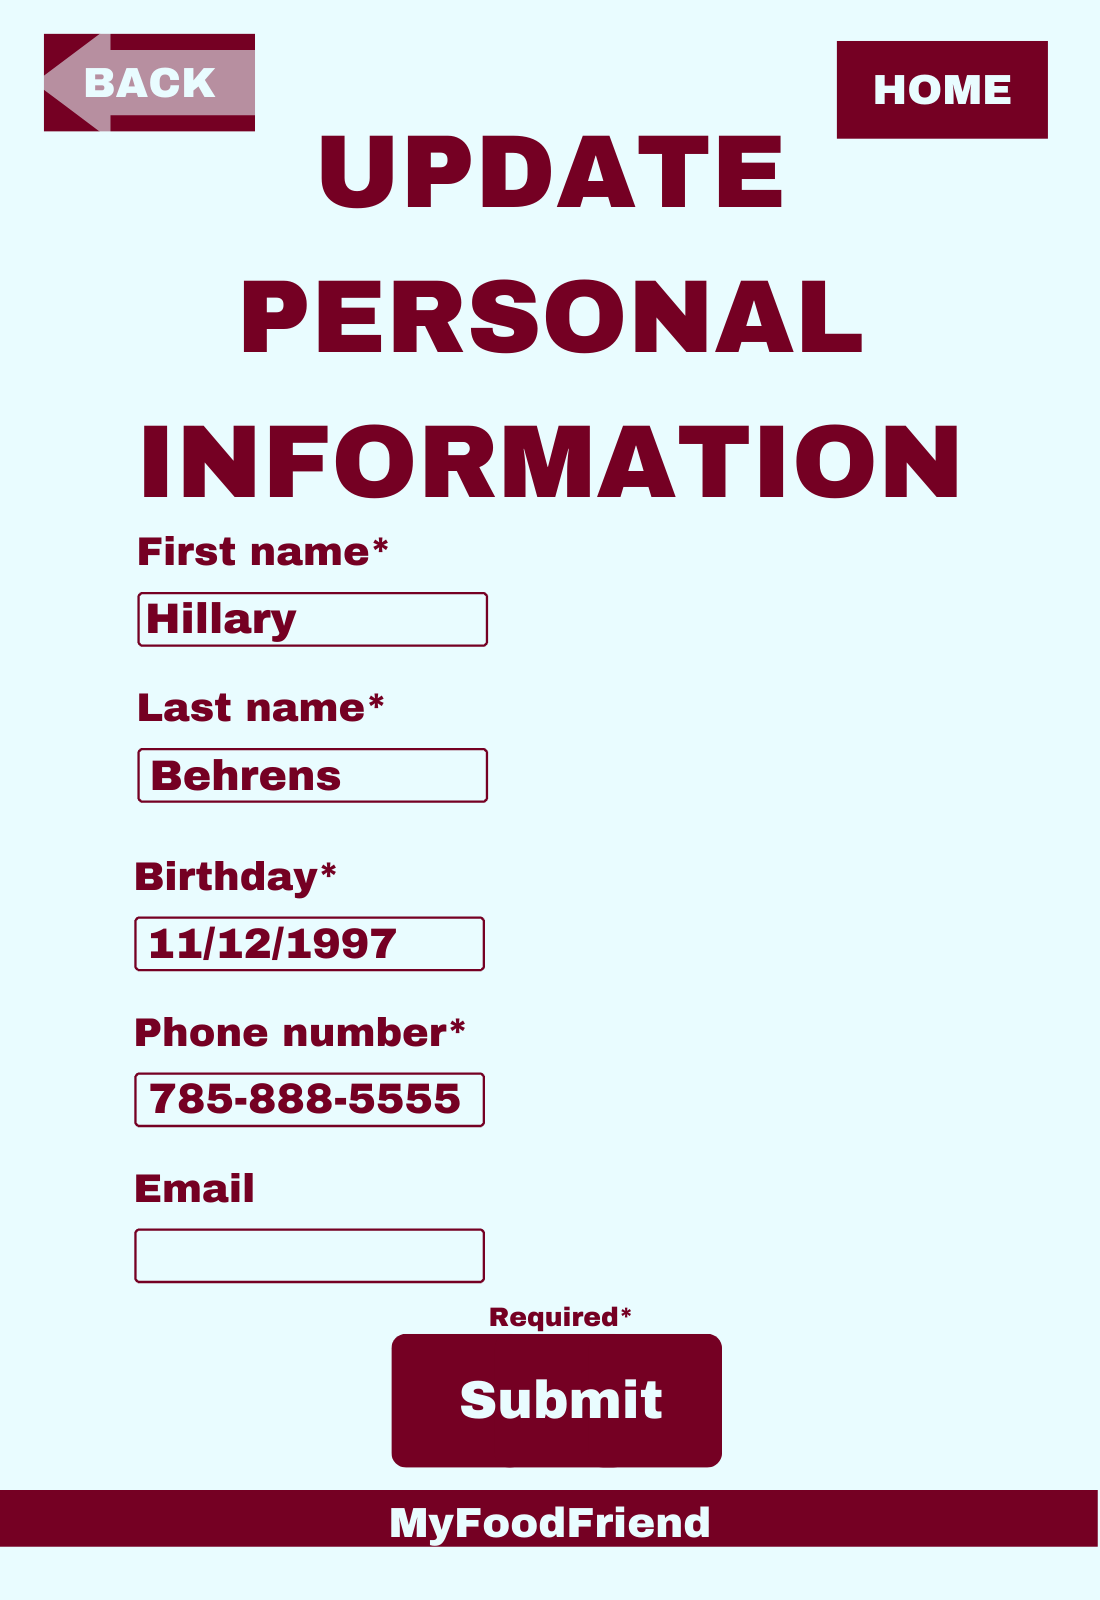 BACK
HOME
UPDATE
PERSONAL
INFORMATION
First name*
Hillary
Last name*
Behrens
Birthday*
11/12/1997
Phone number*
785-888-5555
Email
Required*
Submit
MyFoodFriend